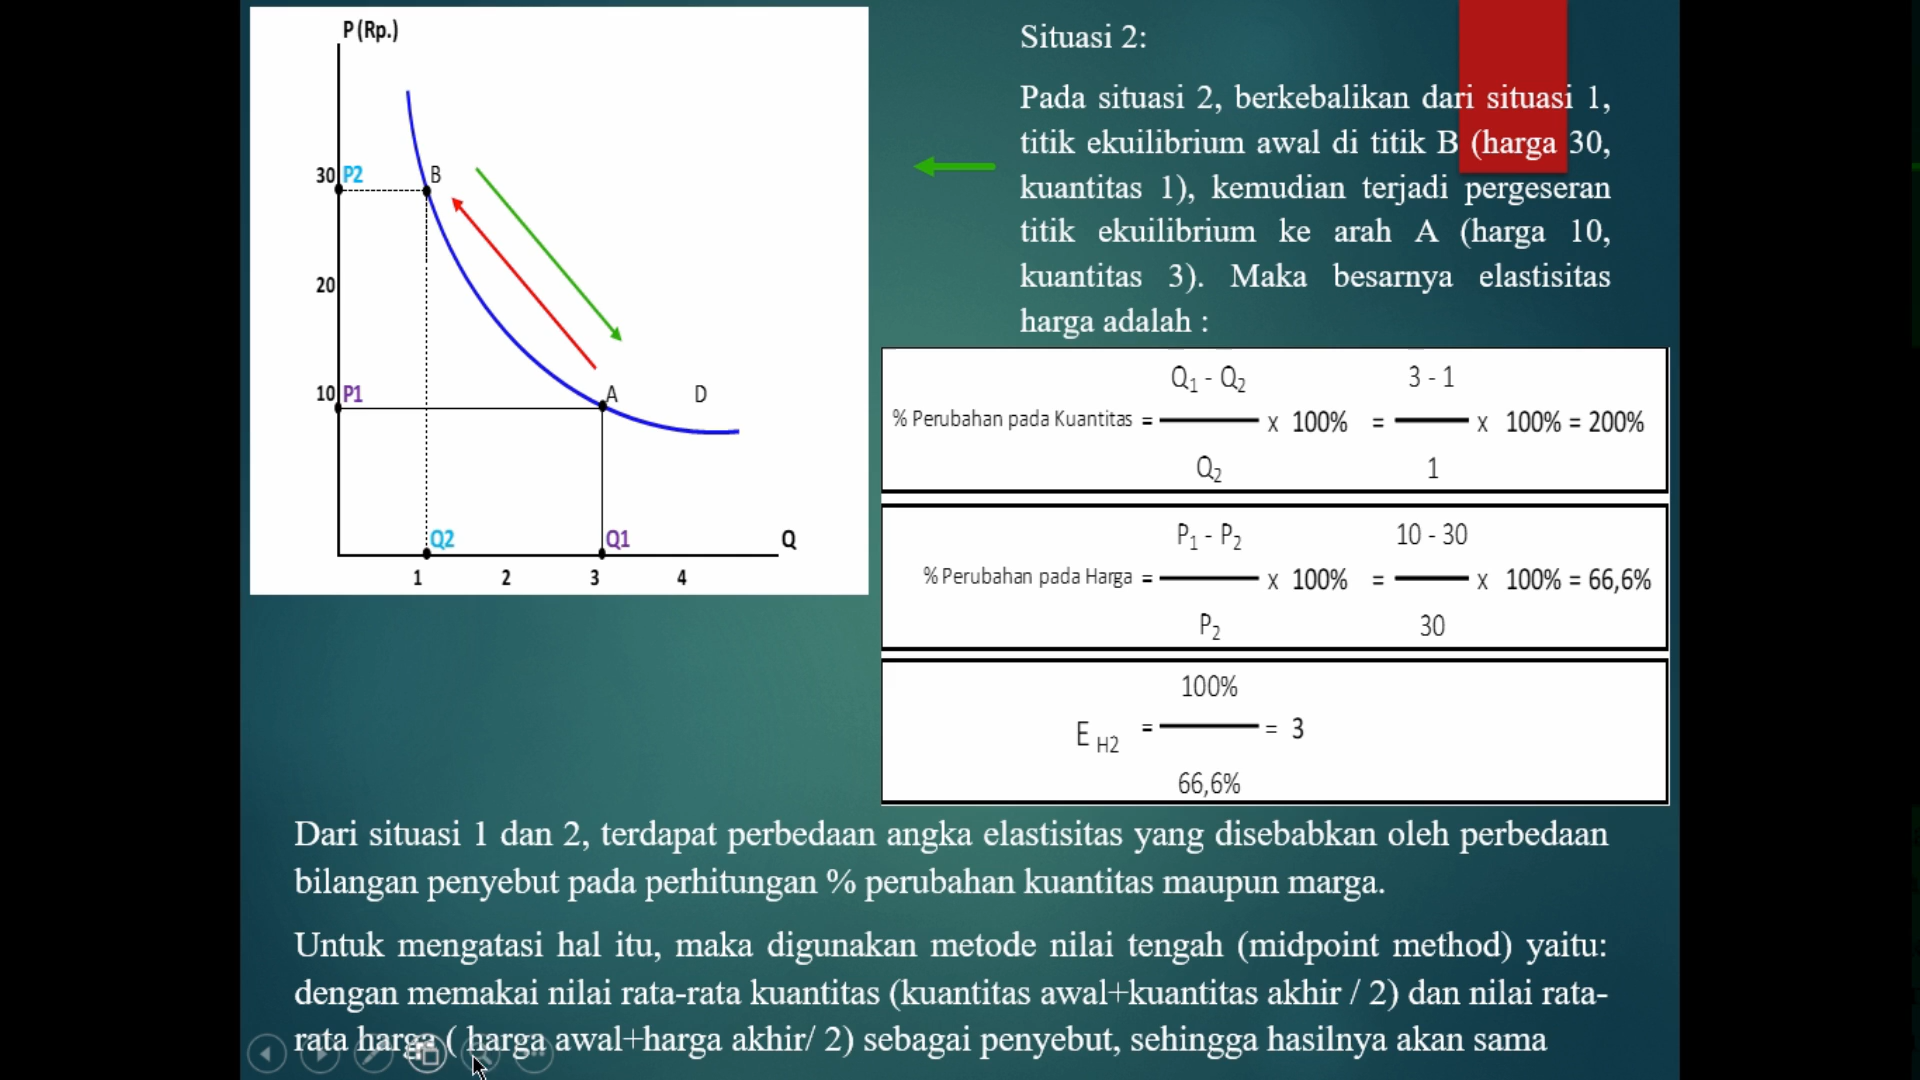 P (Rp.)
30 P2 B
20
10 P1 A D
Q2 Q1 Q
1 2 3 4
Situasi 2:
Pada situasi 2, berkebalikan dari situasi 1,
titik ekuilibrium awal di titik B (harga 30,
kuantitas 1), kemudian terjadi pergeseran
titik ekuilibrium ke arah A (harga 10,
kuantitas 3). Maka besarnya elastisitas
harga adalah :
Q1 - Q2 3 - 1
% Perubahan pada Kuantitas = x 100% = x 100% = 200%
Q2 1
P1 - P2 10 - 30
% Perubahan pada Harga = x 100% = x 100% = 66,6%
P2 30
100%
E H2 = = 3
66,6%
Dari situasi 1 dan 2, terdapat perbedaan angka elastisitas yang disebabkan oleh perbedaan
bilangan penyebut pada perhitungan % perubahan kuantitas maupun marga.
Untuk mengatasi hal itu, maka digunakan metode nilai tengah (midpoint method) yaitu:
dengan memakai nilai rata-rata kuantitas (kuantitas awal+kuantitas akhir / 2) dan nilai rata-
rata harga ( harga awal+harga akhir/ 2) sebagai penyebut, sehingga hasilnya akan sama